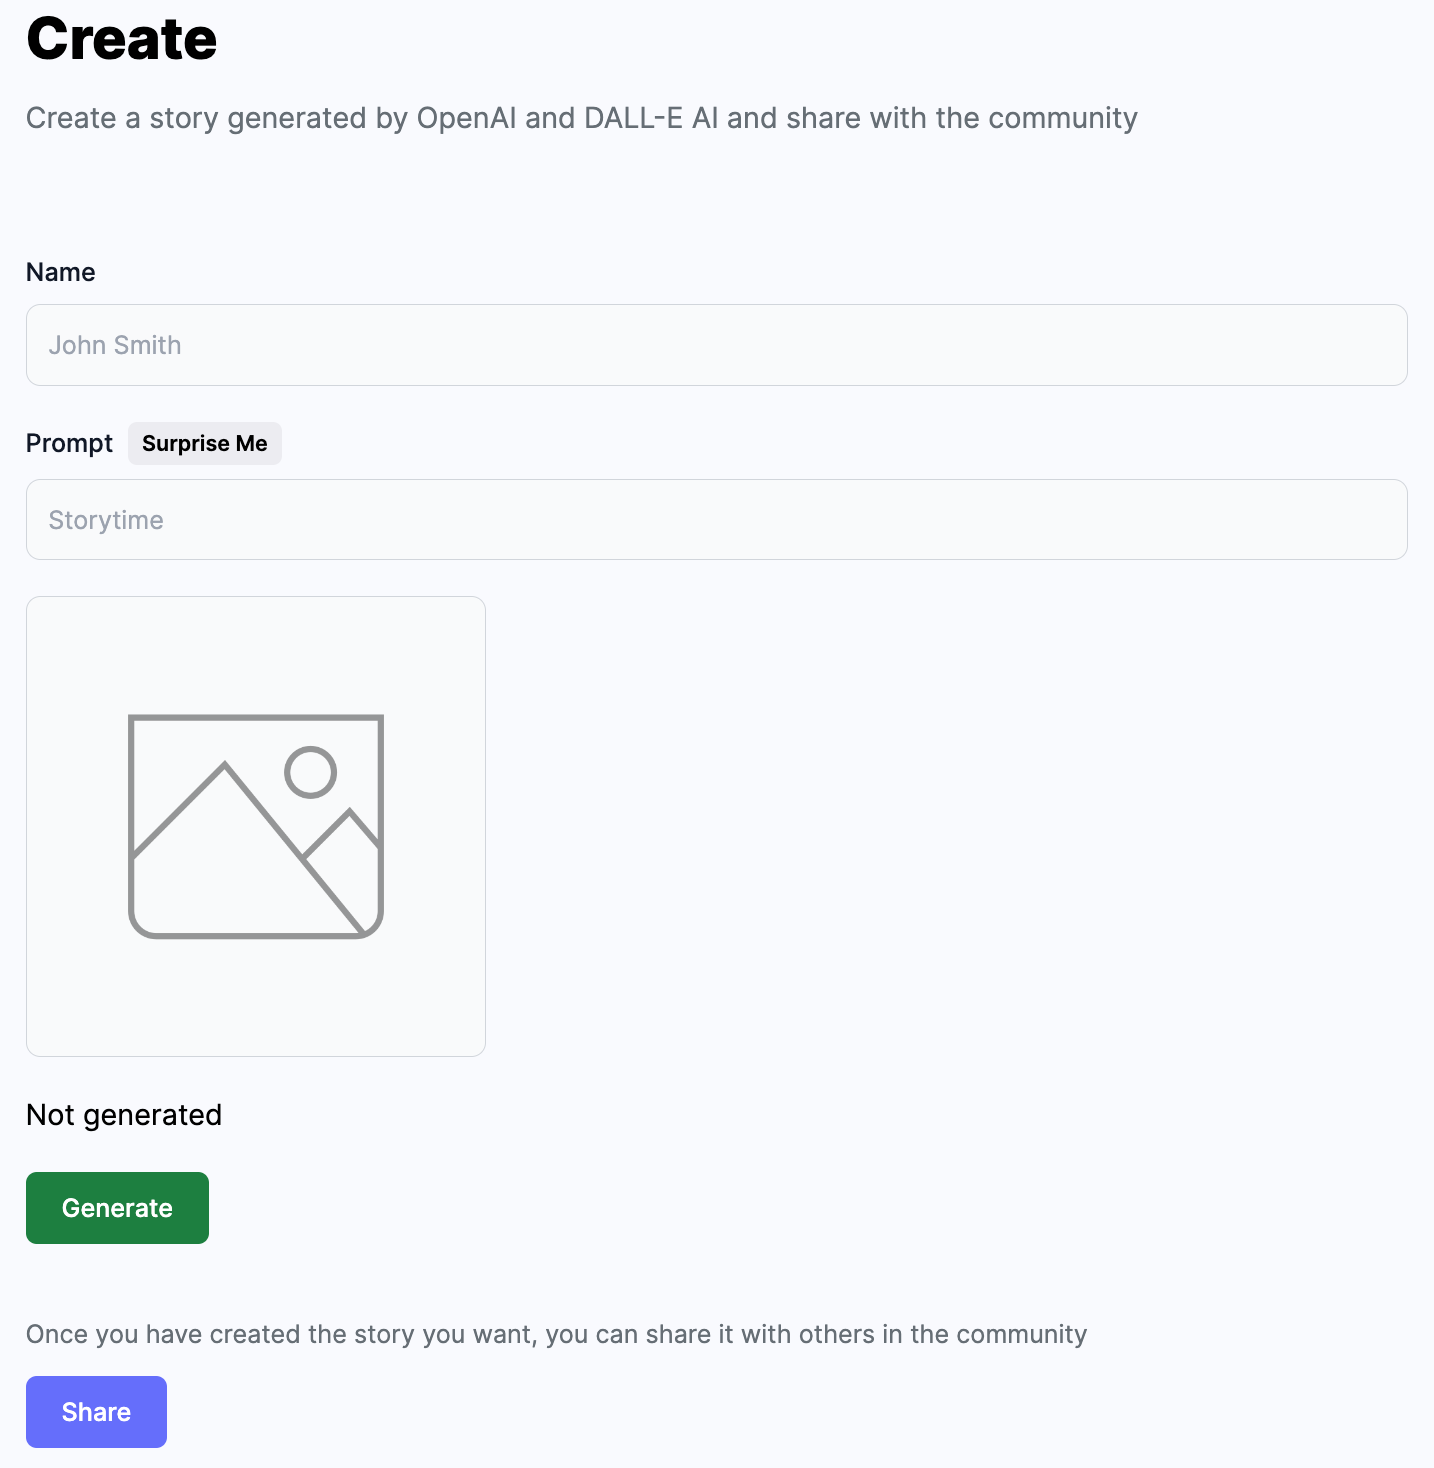 Create
Create a story generated by OpenAI and DALL-E AI and share with the community
Name
John Smith
Prompt Surprise Me
Storytime
Not generated
Generate
Once you have created the story you want, you can share it with others in the community
Share